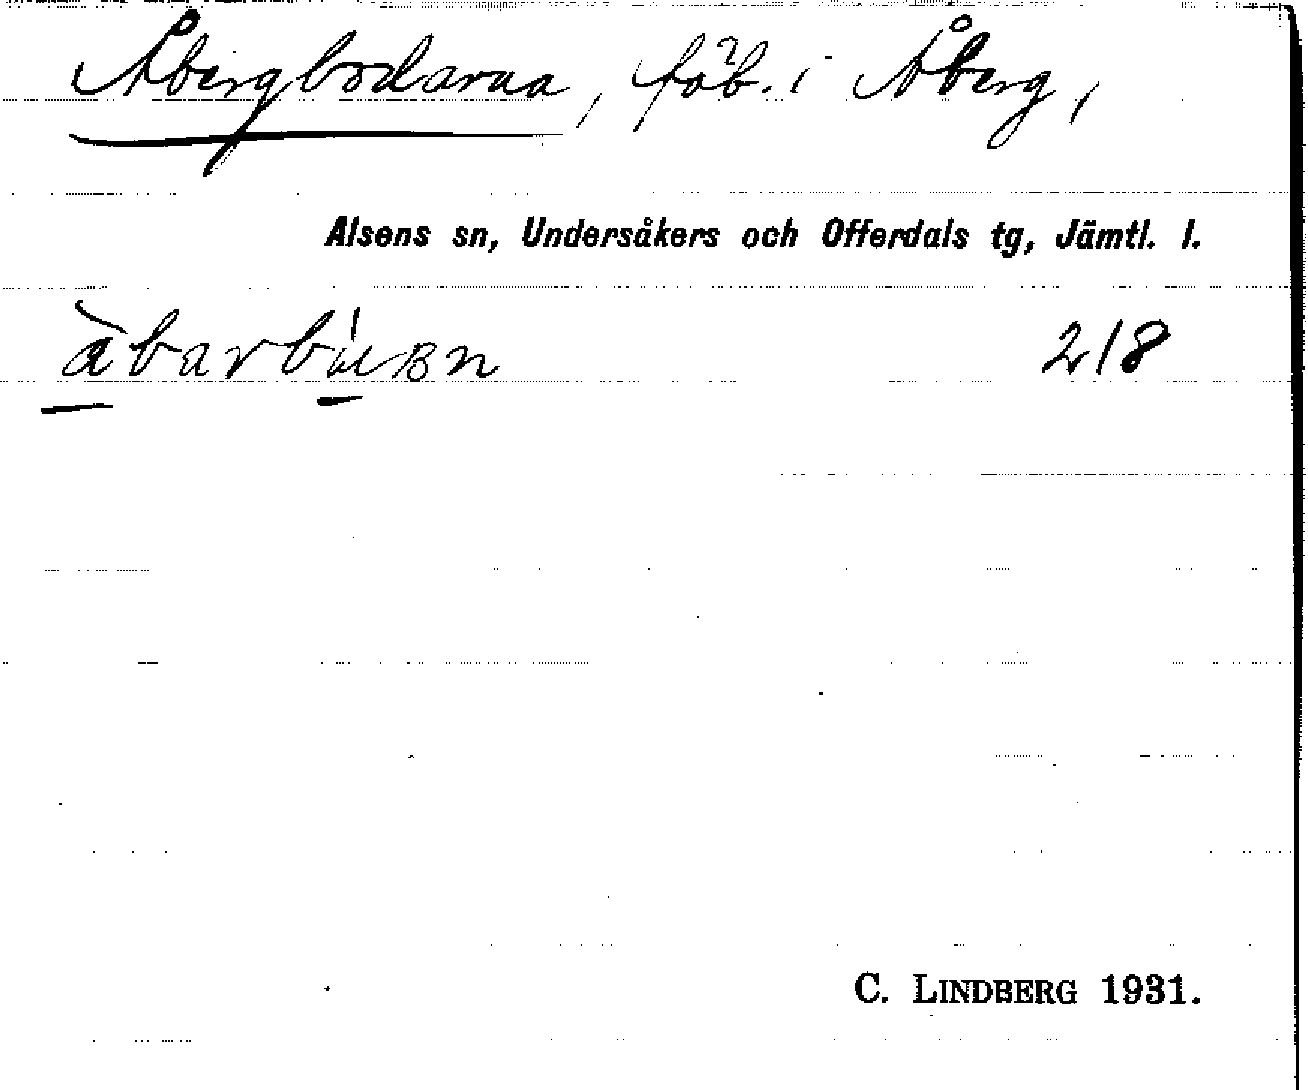 Åbergbodarna, fäb. i Åberg,
Alsens sn, Undersåkers och Offerdals tg, Jämtl. l.
218
C. LINDBERG 1931.